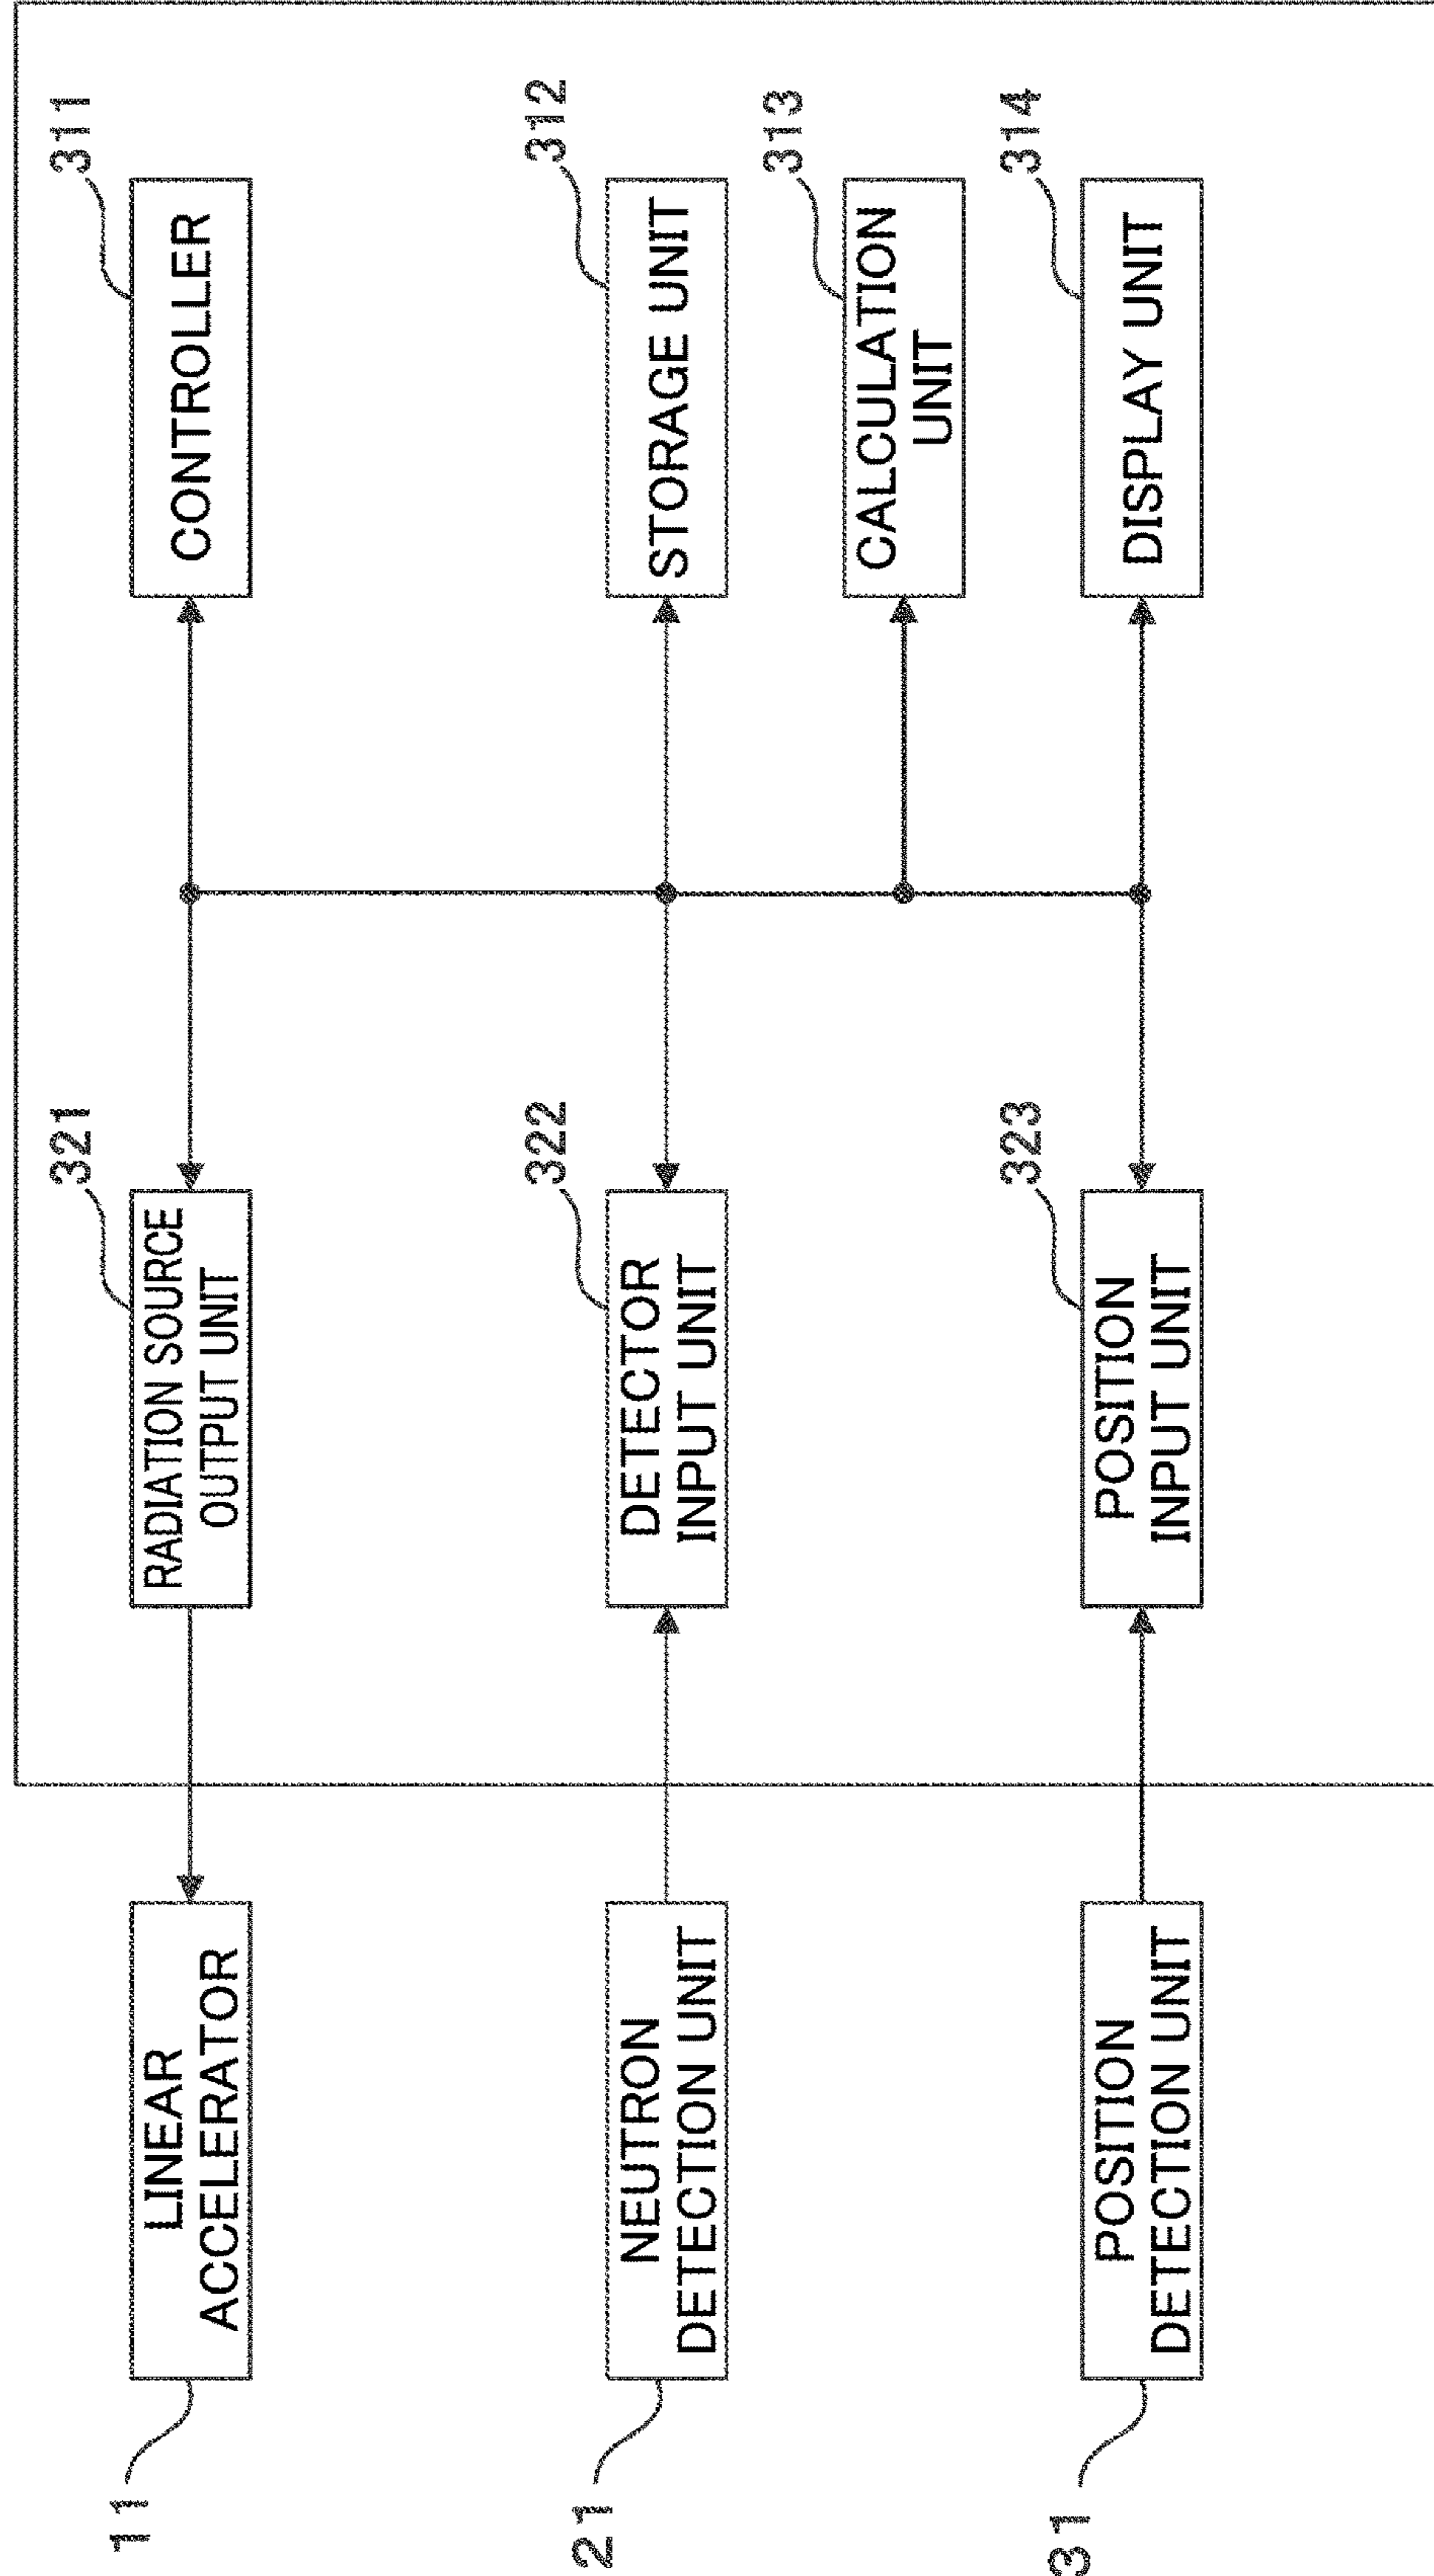 11
LINEAR
ACCELERATOR
321
RADIATION SOURCE
OUTPUT UNIT
311
CONTROLLER
21
NEUTRON
DETECTION UNIT
322
DETECTOR
INPUT UNIT
312
STORAGE UNIT
313
CALCULATION
UNIT
31
POSITION
DETECTION UNIT
323
POSITION
INPUT UNIT
314
DISPLAY UNIT